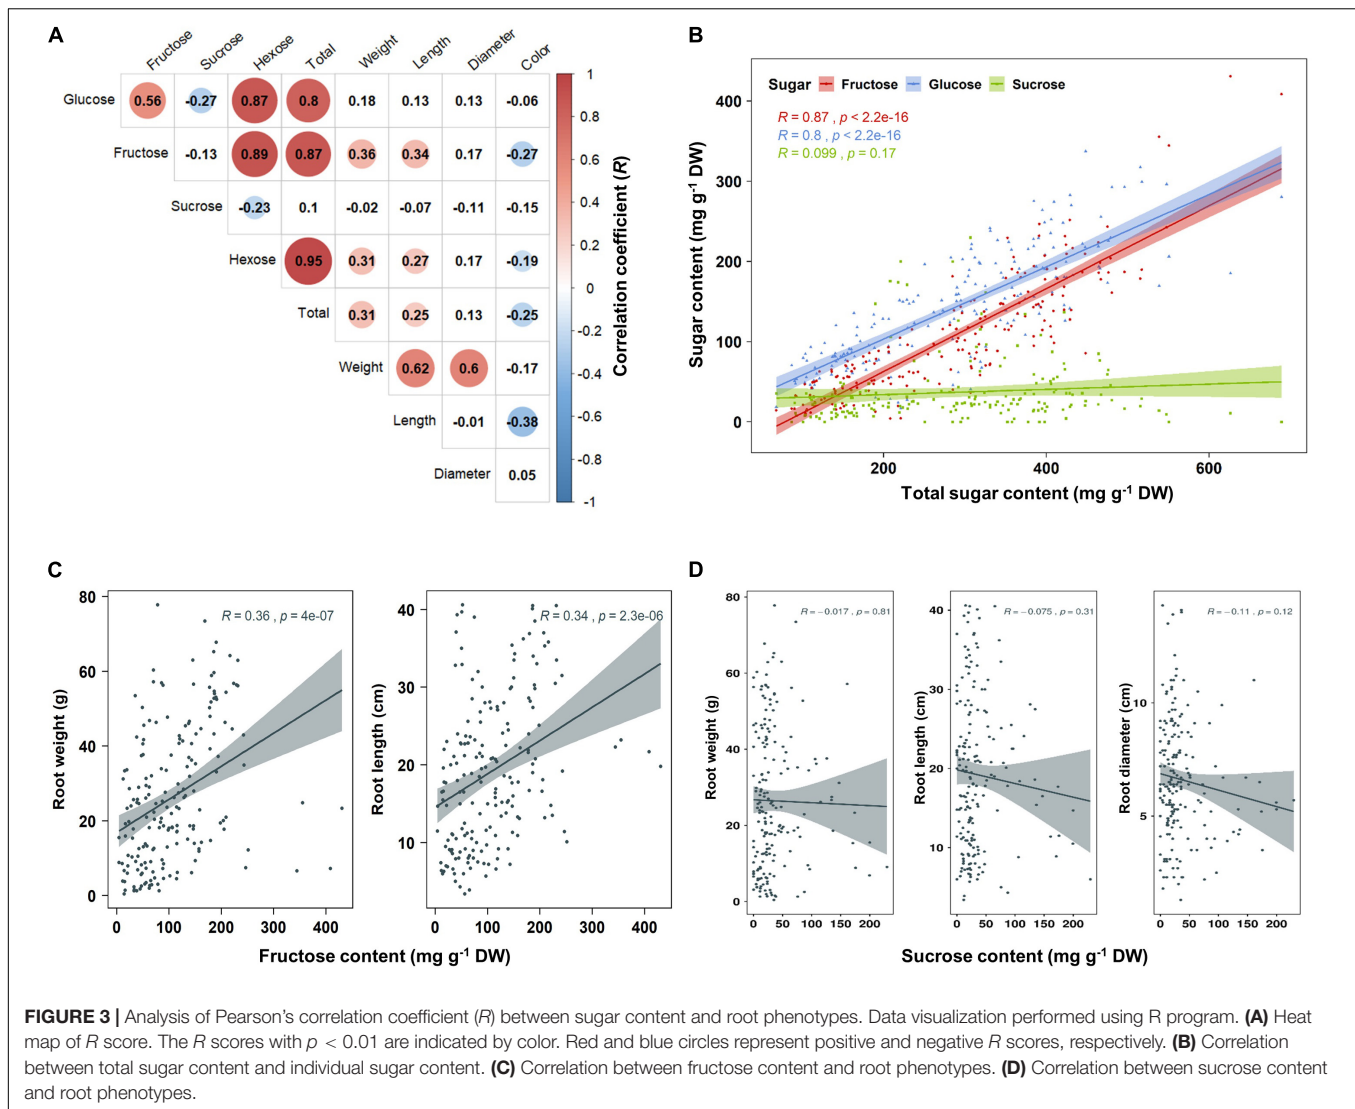 A
Fructose Sucrose Hexose Total Weight Length Diameter Color
Glucose 0.56 -0.27 0.87 0.8 0.18 0.13 0.13 -0.06
Fructose -0.13 0.89 0.87 0.36 0.34 0.17 -0.27
Sucrose -0.23 0.1 -0.02 -0.07 -0.11 -0.15
Hexose 0.95 0.31 0.27 0.17 -0.19
Total 0.31 0.25 0.13 -0.25
Weight 0.62 0.6 -0.17
Length -0.01 -0.38
Diameter 0.05
1
0.8
0.6
0.4
0.2
0
-0.2
-0.4
-0.6
-0.8
-1
Correlation coefficient (R)
B
Sugar Fructose Glucose Sucrose
R = 0.87 , p < 2.2e-16
R = 0.8 , p < 2.2e-16
R = 0.099 , p = 0.17
Sugar content (mg g-1 DW)
400
300
200
100
0
200 400 600
Total sugar content (mg g-1 DW)
C
R = 0.36 , p = 4e-07
Root weight (g)
80
60
40
20
0
0 100 200 300 400
R = 0.34 , p = 2.3e-06
Root length (cm)
40
30
20
10
0 100 200 300 400
Fructose content (mg g-1 DW)
D
R = −0.017 , p = 0.81
Root weight (g)
80
60
40
20
0
0 50 100 150 200
R = −0.075 , p = 0.31
Root length (cm)
40
30
20
10
0 50 100 150 200
R = −0.11 , p = 0.12
Root diameter (cm)
10
5
0 50 100 150 200
Sucrose content (mg g-1 DW)
FIGURE 3 | Analysis of Pearson's correlation coefficient (R) between sugar content and root phenotypes. Data visualization performed using R program. (A) Heat
map of R score. The R scores with p < 0.01 are indicated by color. Red and blue circles represent positive and negative R scores, respectively. (B) Correlation
between total sugar content and individual sugar content. (C) Correlation between fructose content and root phenotypes. (D) Correlation between sucrose content
and root phenotypes.